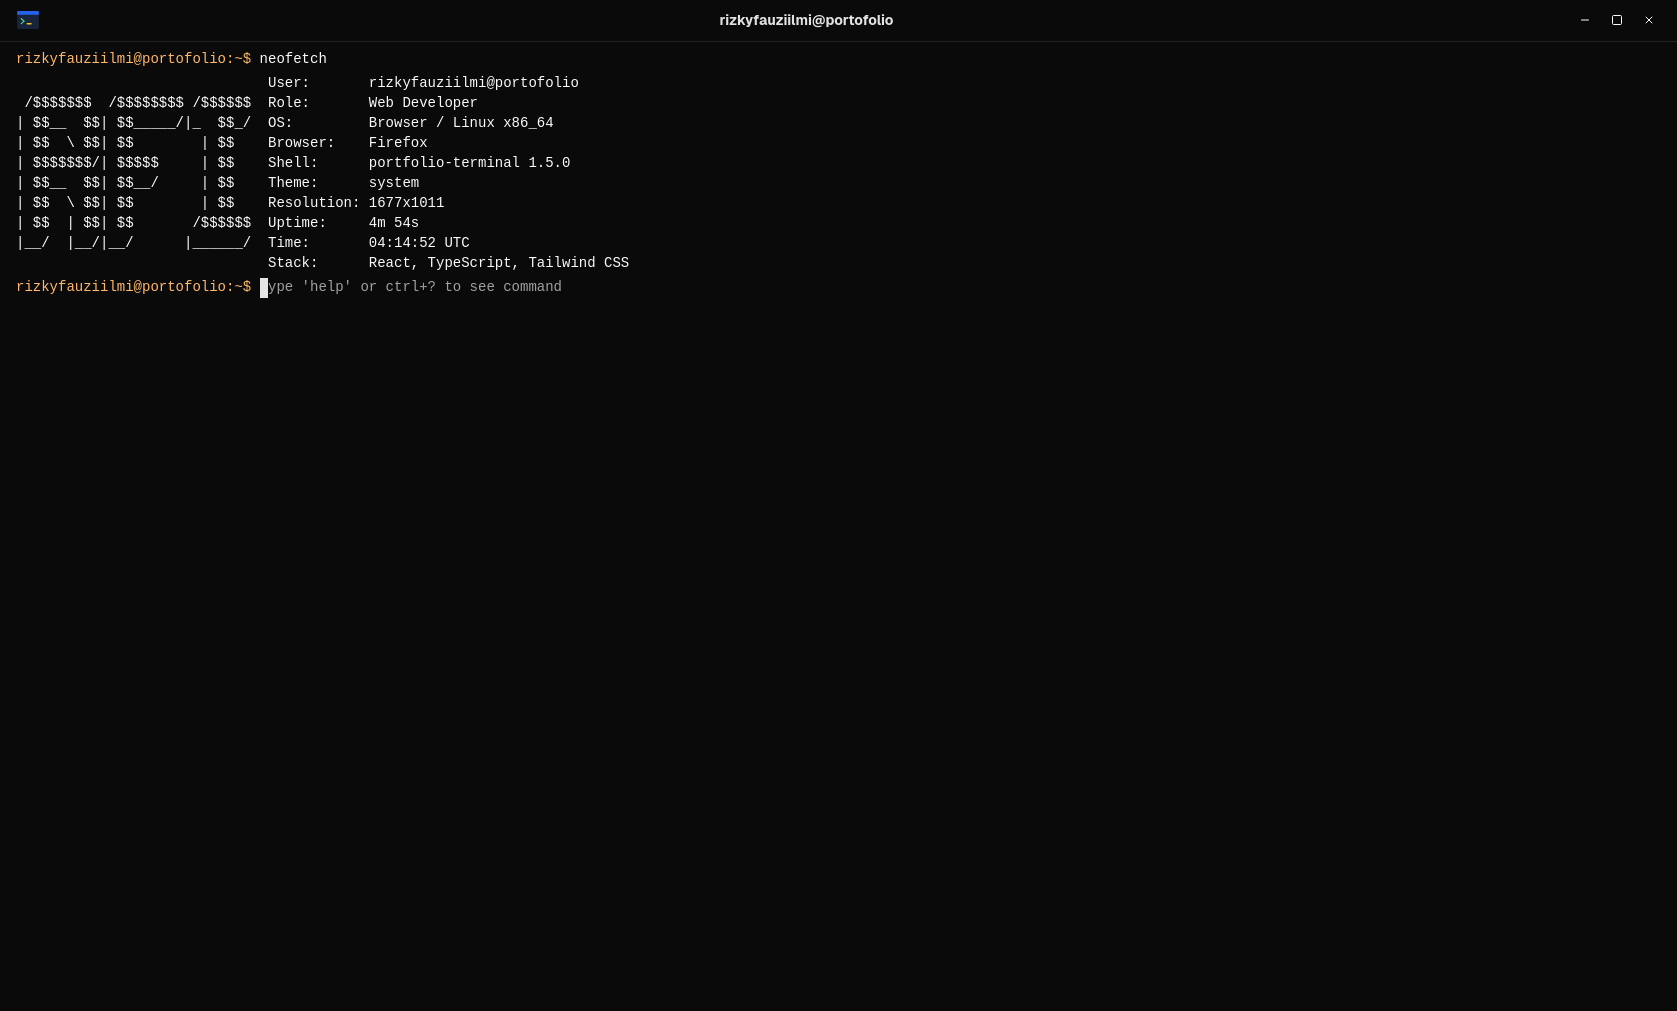 rizkyfauziilmi@portofolio
rizkyfauziilmi@portofolio:~$ neofetch
                              User:       rizkyfauziilmi@portofolio
 /$$$$$$$  /$$$$$$$$ /$$$$$$  Role:       Web Developer
| $$__  $$| $$_____/|_  $$_/  OS:         Browser / Linux x86_64
| $$  \ $$| $$        | $$    Browser:    Firefox
| $$$$$$$/| $$$$$     | $$    Shell:      portfolio-terminal 1.5.0
| $$__  $$| $$__/     | $$    Theme:      system
| $$  \ $$| $$        | $$    Resolution: 1677x1011
| $$  | $$| $$       /$$$$$$  Uptime:     4m 54s
|__/  |__/|__/      |______/  Time:       04:14:52 UTC
                              Stack:      React, TypeScript, Tailwind CSS
rizkyfauziilmi@portofolio:~$ ype 'help' or ctrl+? to see command